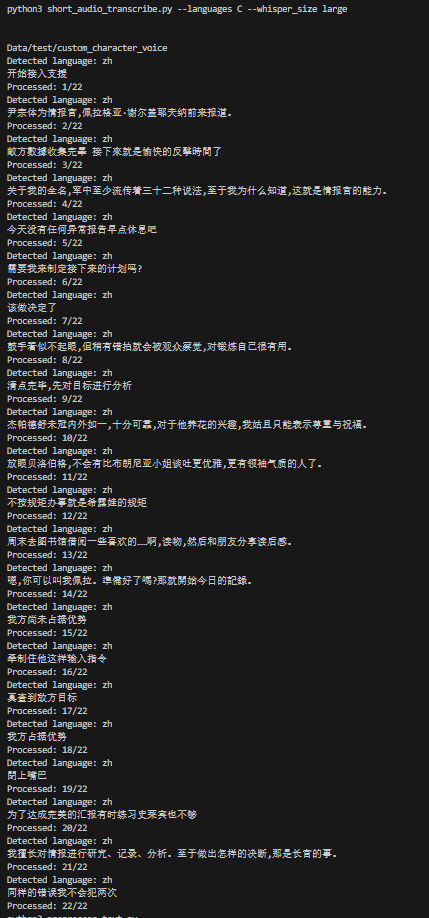 python3 short_audio_transcribe.py --languages C --whisper_size large
Data/test/custom_character_voice
Detected language: zh
开始接入支援
Processed: 1/22
Detected language: zh
尹宗体为情报官,佩拉格亚·谢尔盖耶夫纳前来报道。
Processed: 2/22
Detected language: zh
敵方數據收集完畢 接下來就是愉快的反擊時間了
Processed: 3/22
Detected language: zh
关于我的全名,军中至少流传着三十二种说法,至于我为什么知道,这就是情报官的能力。
Processed: 4/22
Detected language: zh
今天没有任何异常报告早点休息吧
Processed: 5/22
Detected language: zh
需要我来制定接下来的计划吗?
Processed: 6/22
Detected language: zh
该做决定了
Processed: 7/22
Detected language: zh
鼓手看似不起眼,但稍有错拍就会被观众察觉,对锻炼自己很有用。
Processed: 8/22
Detected language: zh
清点完毕,先对目标进行分析
Processed: 9/22
Detected language: zh
杰帕德舒未冠内外如一,十分可靠,对于他养花的兴趣,我姑且只能表示尊重与祝福。
Processed: 10/22
Detected language: zh
放眼贝洛伯格,不会有比布朗尼亚小姐谈吐更优雅,更有领袖气质的人了。
Processed: 11/22
Detected language: zh
不按规矩办事就是希露娃的规矩
Processed: 12/22
Detected language: zh
周末去图书馆借阅一些喜欢的……啊,读物,然后和朋友分享读后感。
Processed: 13/22
Detected language: zh
嗯,你可以叫我佩拉。準備好了嗎?那就開始今日的記錄。
Processed: 14/22
Detected language: zh
我方尚未占据优势
Processed: 15/22
Detected language: zh
牵制住他这样输入指令
Processed: 16/22
Detected language: zh
真查到敌方目标
Processed: 17/22
Detected language: zh
我方占据优势
Processed: 18/22
Detected language: zh
閉上嘴巴
Processed: 19/22
Detected language: zh
为了达成完美的汇报有时练习史莱宾也不够
Processed: 20/22
Detected language: zh
我擅长对情报进行研究、记录、分析。至于做出怎样的决断,那是长官的事。
Processed: 21/22
Detected language: zh
同样的错误我不会犯两次
Processed: 22/22